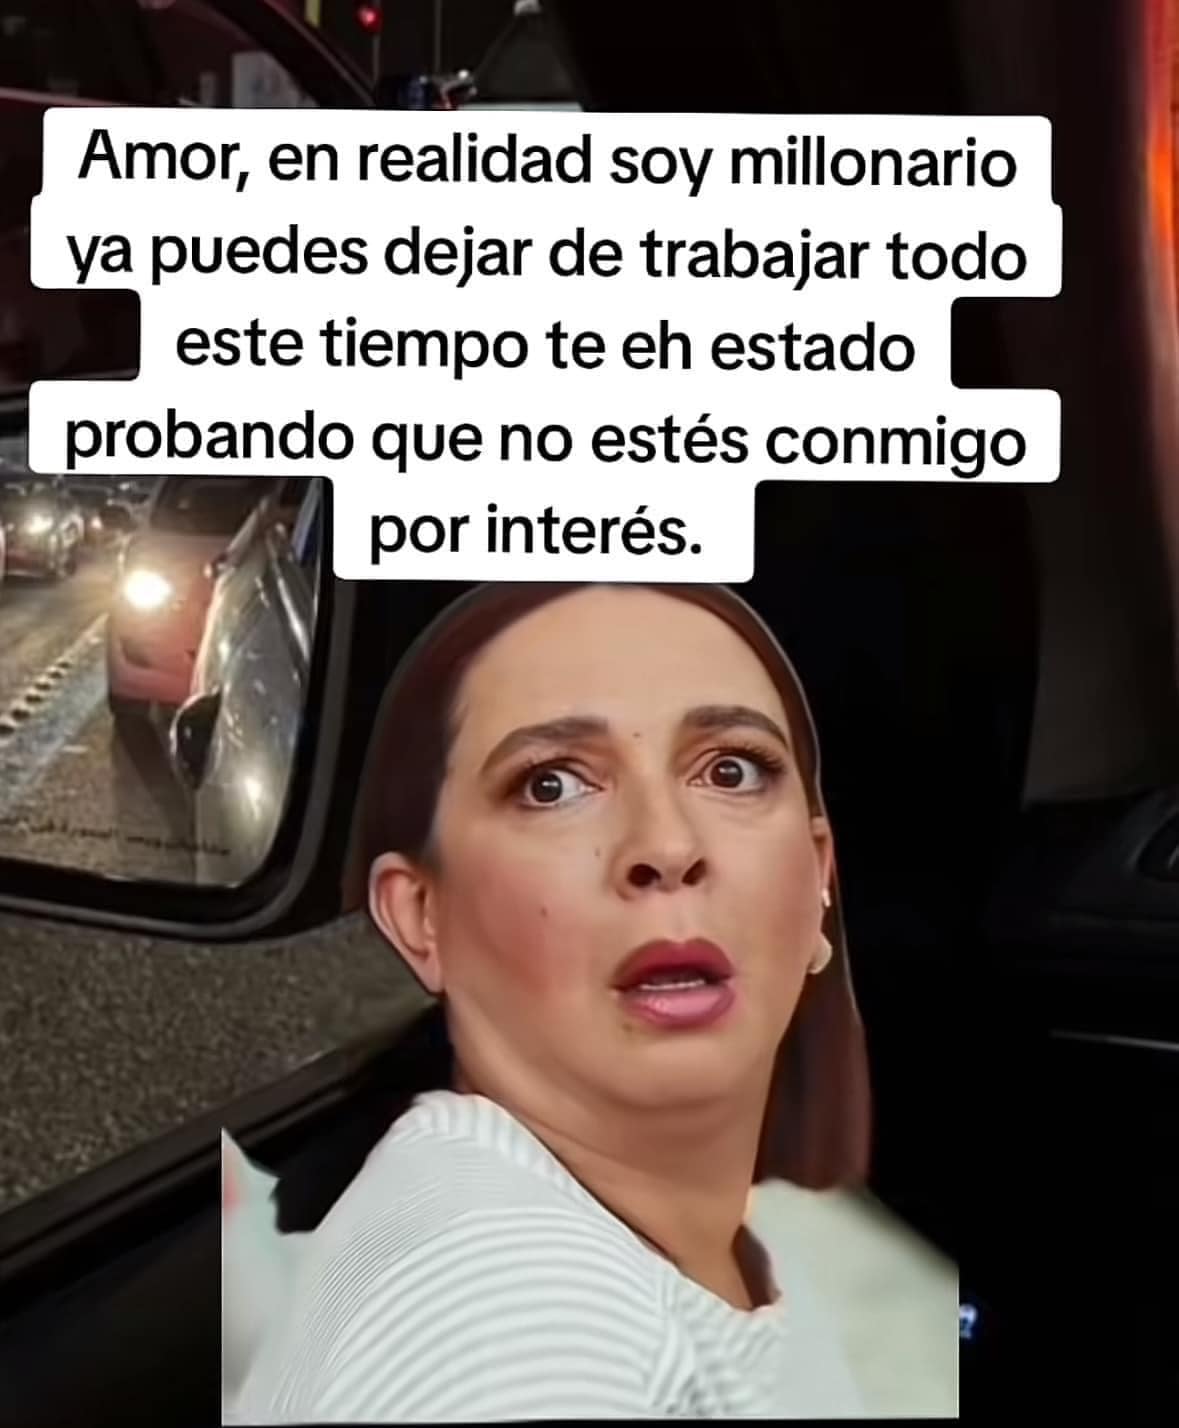 Amor, en realidad soy millonario
ya puedes dejar de trabajar todo
este tiempo te eh estado
probando que no estés conmigo
por interés.